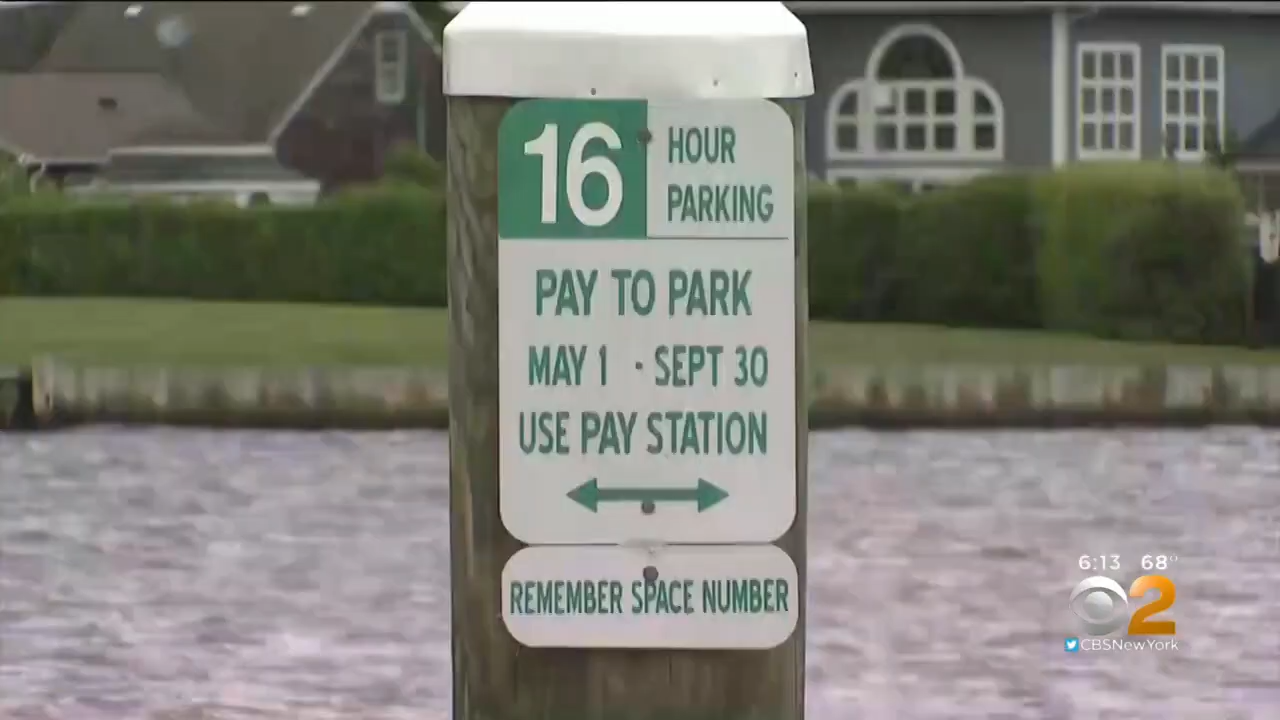 16 HOUR
PARKING
PAY TO PARK
MAY 1 - SEPT 30
USE PAY STATION
REMEMBER SPACE NUMBER
6:13 68°
2
CBSNewYork